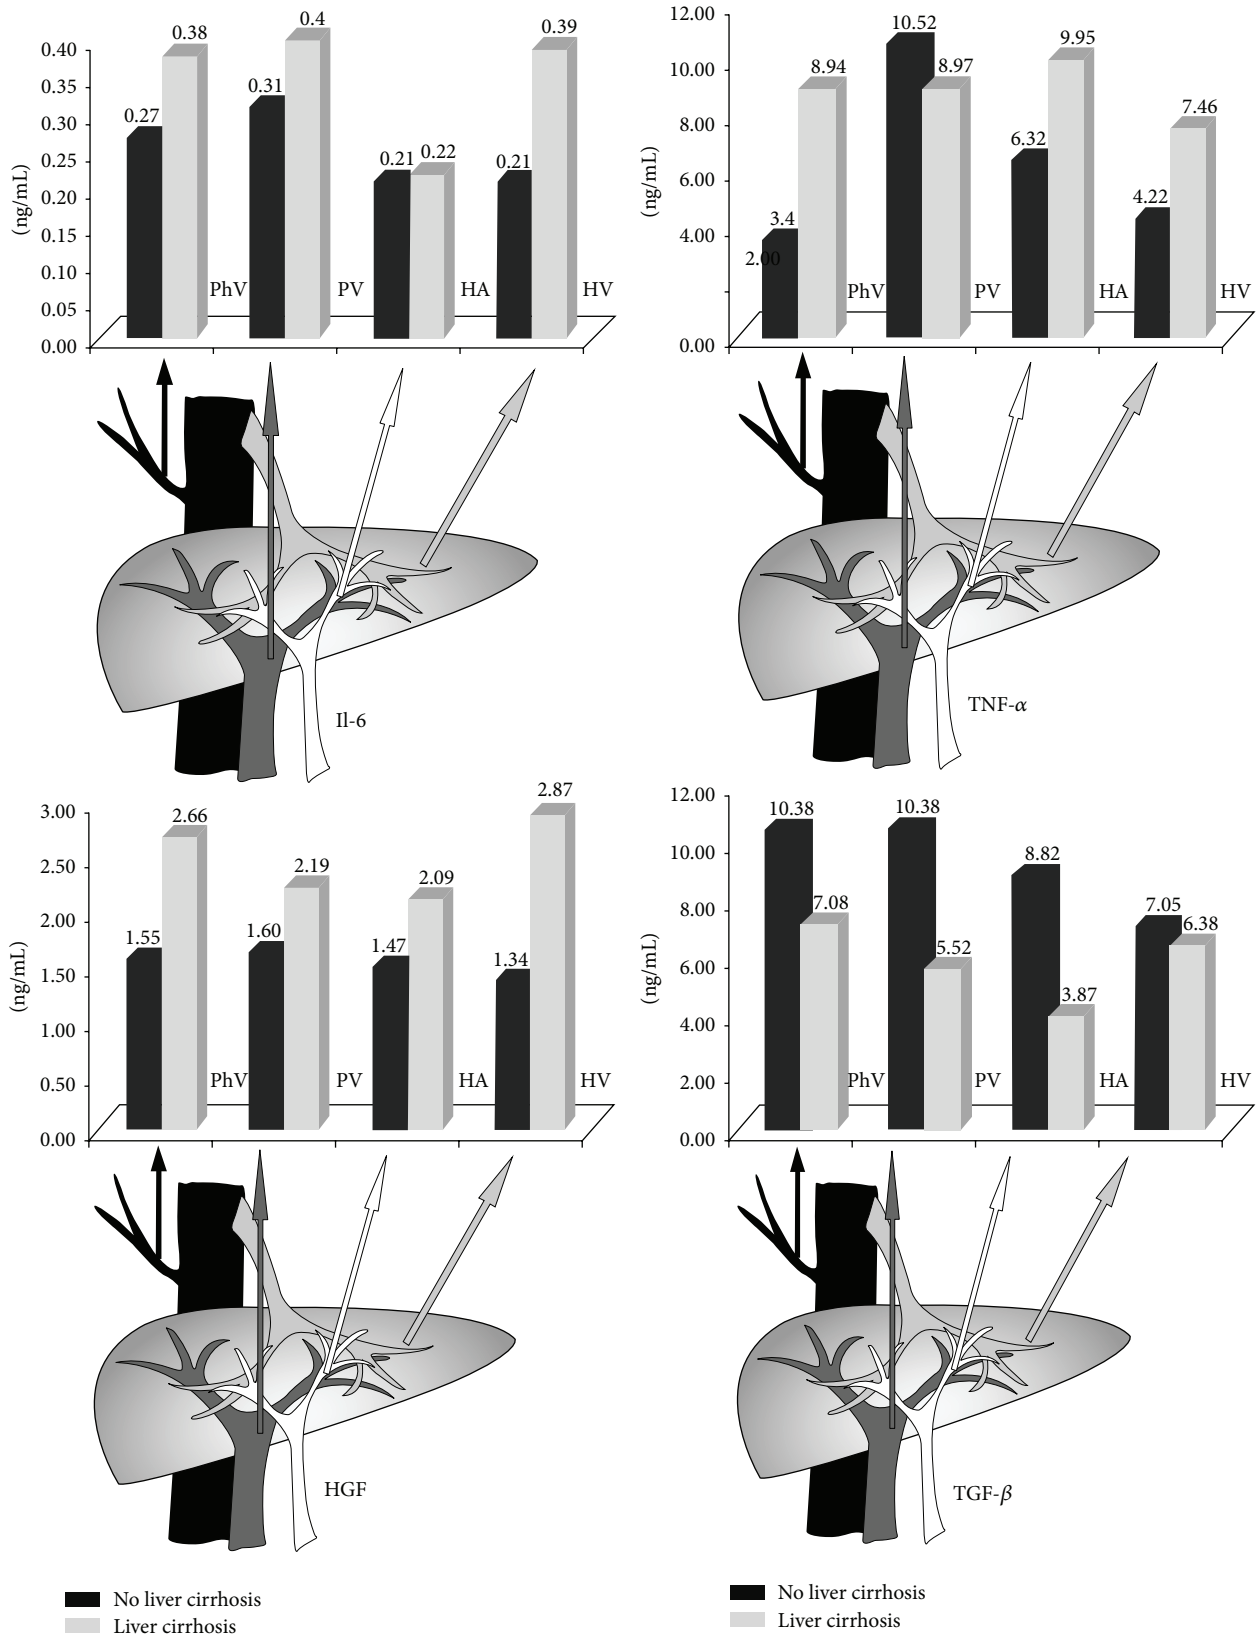 0.40
0.35
0.30
0.25
0.20
0.15
0.10
0.05
0.00
(ng/mL)
0.27
0.38
0.31
0.4
0.21
0.22
0.21
0.39
PhV
PV
HA
HV
Il-6
12.00
10.00
8.00
6.00
4.00
2.00
0.00
(ng/mL)
3.4
8.94
10.52
8.97
6.32
9.95
4.22
7.46
PhV
PV
HA
HV
TNF-α
3.00
2.50
2.00
1.50
1.00
0.50
0.00
(ng/mL)
1.55
2.66
1.60
2.19
1.47
2.09
1.34
2.87
PhV
PV
HA
HV
HGF
No liver cirrhosis
Liver cirrhosis
12.00
10.00
8.00
6.00
4.00
2.00
0.00
(ng/mL)
10.38
7.08
10.38
5.52
8.82
3.87
7.05
6.38
PhV
PV
HA
HV
TGF-β
No liver cirrhosis
Liver cirrhosis